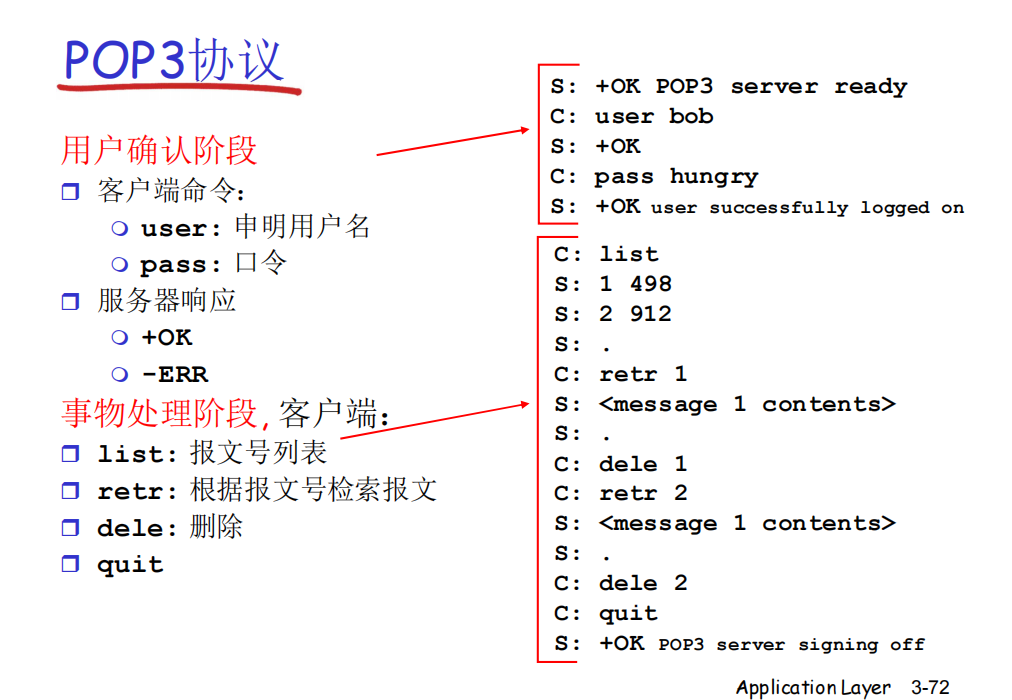 POP3协议
用户确认阶段
客户端命令:
user: 申明用户名
pass: 口令
服务器响应
+OK
-ERR
事物处理阶段, 客户端:
list: 报文号列表
retr: 根据报文号检索报文
dele: 删除
quit
S: +OK POP3 server ready
C: user bob
S: +OK
C: pass hungry
S: +OK user successfully logged on
C: list
S: 1 498
S: 2 912
S: .
C: retr 1
S: <message 1 contents>
S: .
C: dele 1
C: retr 2
S: <message 1 contents>
S: .
C: dele 2
C: quit
S: +OK POP3 server signing off
Application Layer 3-72